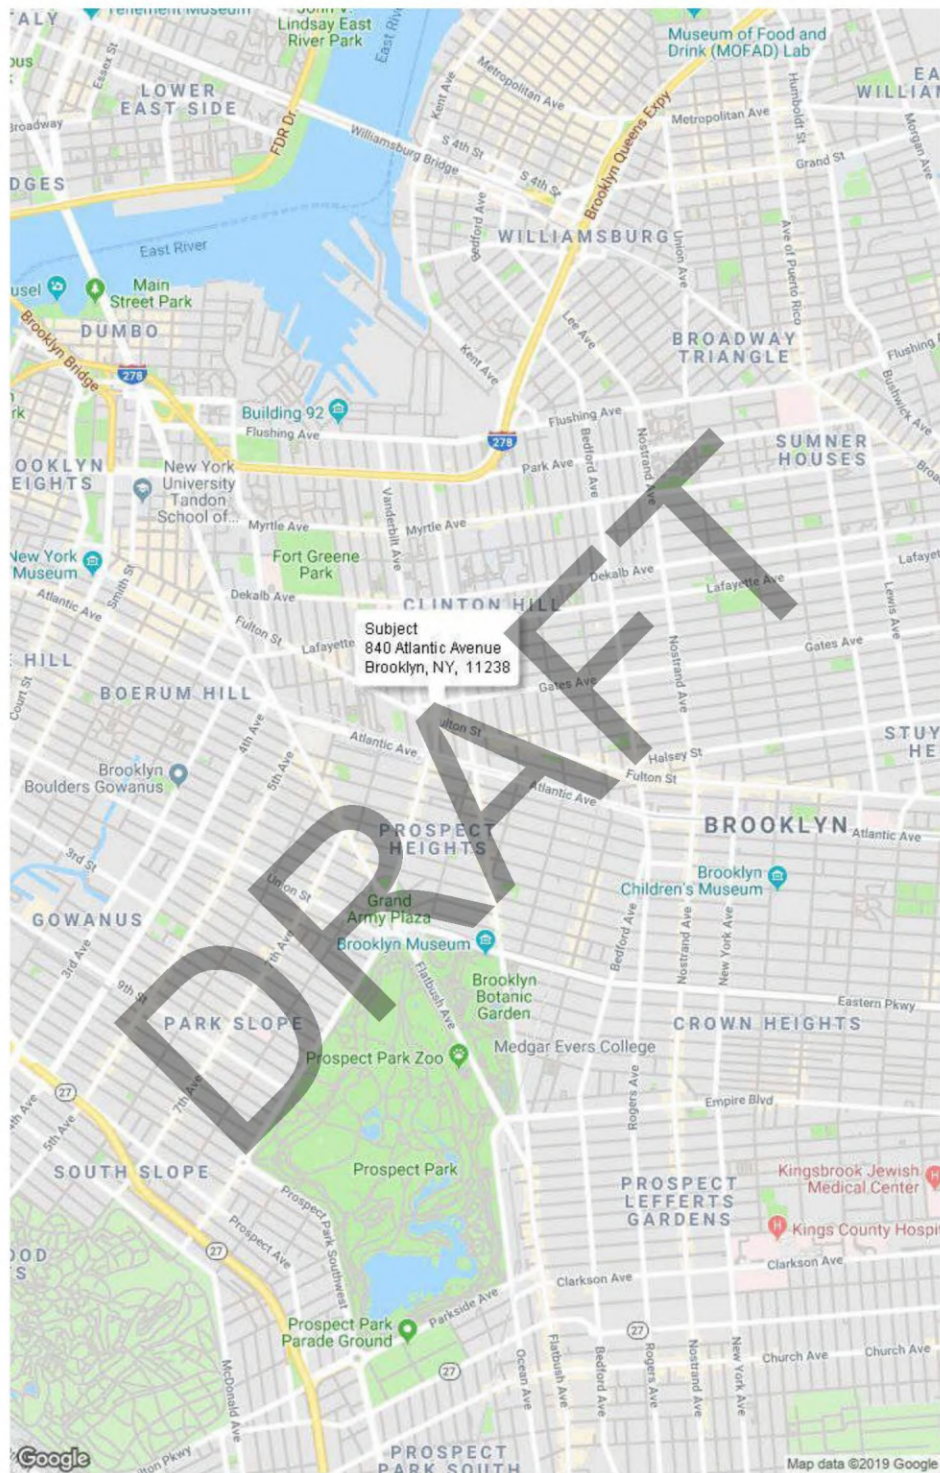 Tenement Museum
Lindsay East
River Park
East River
Museum of Food and
Drink (MOFAD) Lab
Essex St
LOWER
EAST SIDE
Broadway
FDR Dr.
Kent Ave
Metropolitan Ave
Metropolitan Ave
Brooklyn Queens Expy
Humboldt St
Morgan Ave
Williamsburg Bridge
S 4th St
S 4th St
Grand St
East River
Bedford Ave
WILLIAMSBURG
Union Ave
Ave of Puerto Rico
Main
Street Park
DUMBO
Brooklyn Bridge
278
Kent Ave
Lee Ave
BROADWAY
TRIANGLE
Flushing
Bushwick Ave
Building 92
Flushing Ave
278
Flushing Ave
Bedford Ave
Nostrand Ave
SUMNER
HOUSES
Park Ave
New York
University
Tandon
School of...
Vanderbilt Ave
Myrtle Ave
Myrtle Ave
New York
Museum
Fort Greene
Park
Smith St
Atlantic Ave
Dekalb Ave
Dekalb Ave
Lafayette Ave
CLINTON HILL
Lewis Ave
Fulton St
Lafayette
Subject
840 Atlantic Avenue
Brooklyn, NY, 11238
Gates Ave
Gates Ave
Nostrand Ave
HILL
Court St
BOERUM HILL
4th Ave
5th Ave
Atlantic Ave
Halsey St
Fulton St
Brooklyn
Boulders Gowanus
Atlantic Ave
PROSPECT
HEIGHTS
BROOKLYN
Atlantic Ave
3rd St
Brooklyn
Children's Museum
Union St
Grand
Army Plaza
GOWANUS
3rd Ave
7th Ave
Brooklyn Museum
Bedford Ave
Nostrand Ave
New York Ave
9th St
Flatbush Ave
Brooklyn
Botanic
Garden
Eastern Pkwy
PARK SLOPE
CROWN HEIGHTS
Medgar Evers College
Prospect Park Zoo
27
7th Ave
5th Ave
Rogers Ave
Empire Blvd
SOUTH SLOPE
Prospect Park
PROSPECT
LEFFERTS
GARDENS
Kingsbrook Jewish
Medical Center
Prospect Park Southwest
Prospect Ave
27
Kings County
Clarkson Ave
Clarkson Ave
Prospect Park
Parade Ground
Parkside Ave
27
Church Ave
Church Ave
27
McDonald Ave
Ocean Ave
Flatbush Ave
Bedford Ave
Rogers Ave
Nostrand Ave
New York Ave
PROSPECT
PARK SOUTH
Google
Map data ©2019 Google
DRAFT